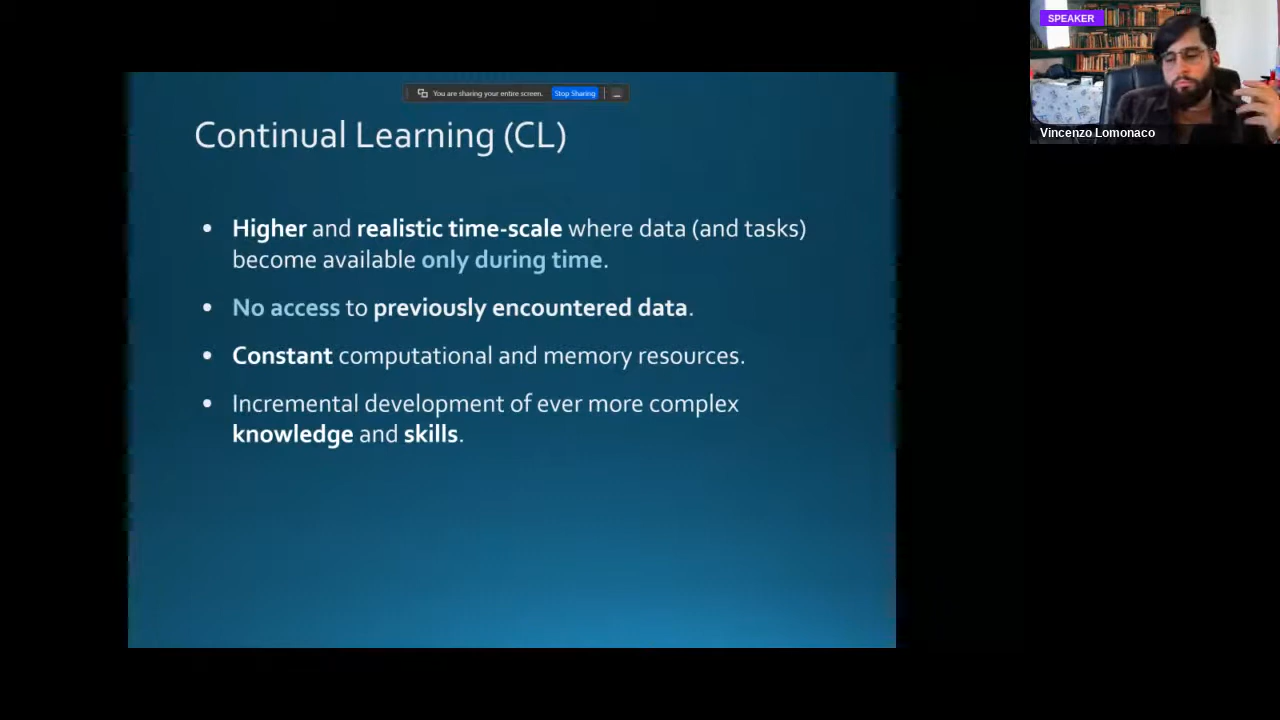 SPEAKER
Vincenzo Lomonaco
You are sharing your entire screen. Stop Sharing
Continual Learning (CL)
• Higher and realistic time-scale where data (and tasks)
become available only during time.
• No access to previously encountered data.
• Constant computational and memory resources.
• Incremental development of ever more complex
knowledge and skills.